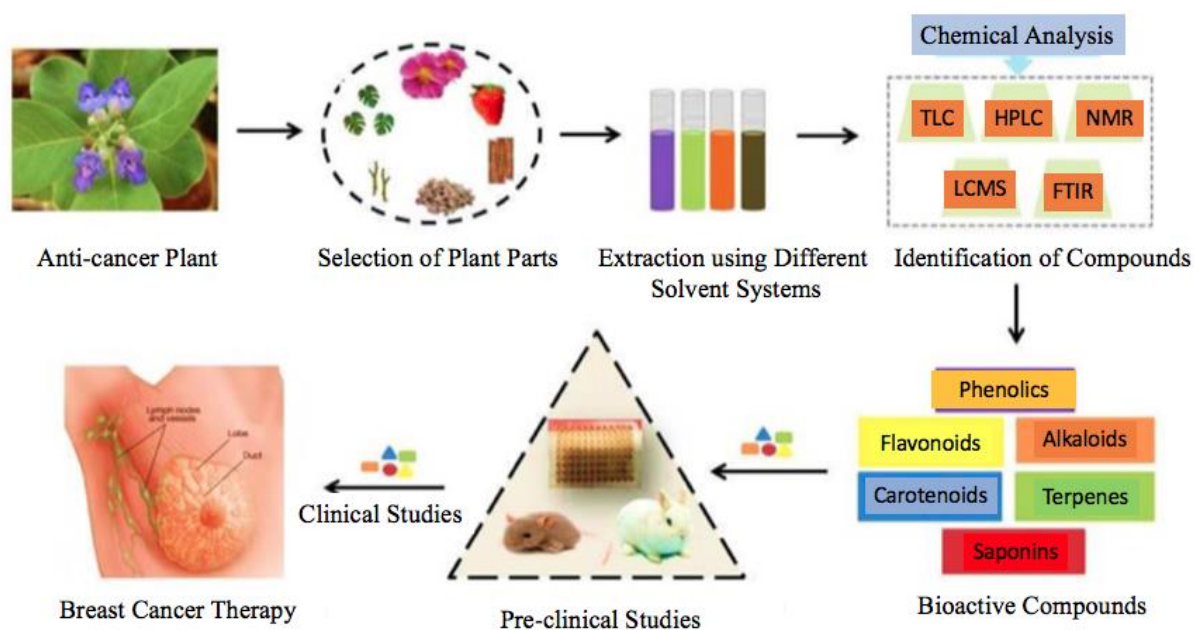 Chemical Analysis
TLC
HPLC
NMR
LCMS
FTIR
Anti-cancer Plant
Selection of Plant Parts
Extraction using Different
Solvent Systems
Identification of Compounds
Phenolics
Flavonoids
Alkaloids
Carotenoids
Terpenes
Saponins
Bioactive Compounds
Pre-clinical Studies
Clinical Studies
Lymph nodes
and vessels
Lobe
Duct
Breast Cancer Therapy